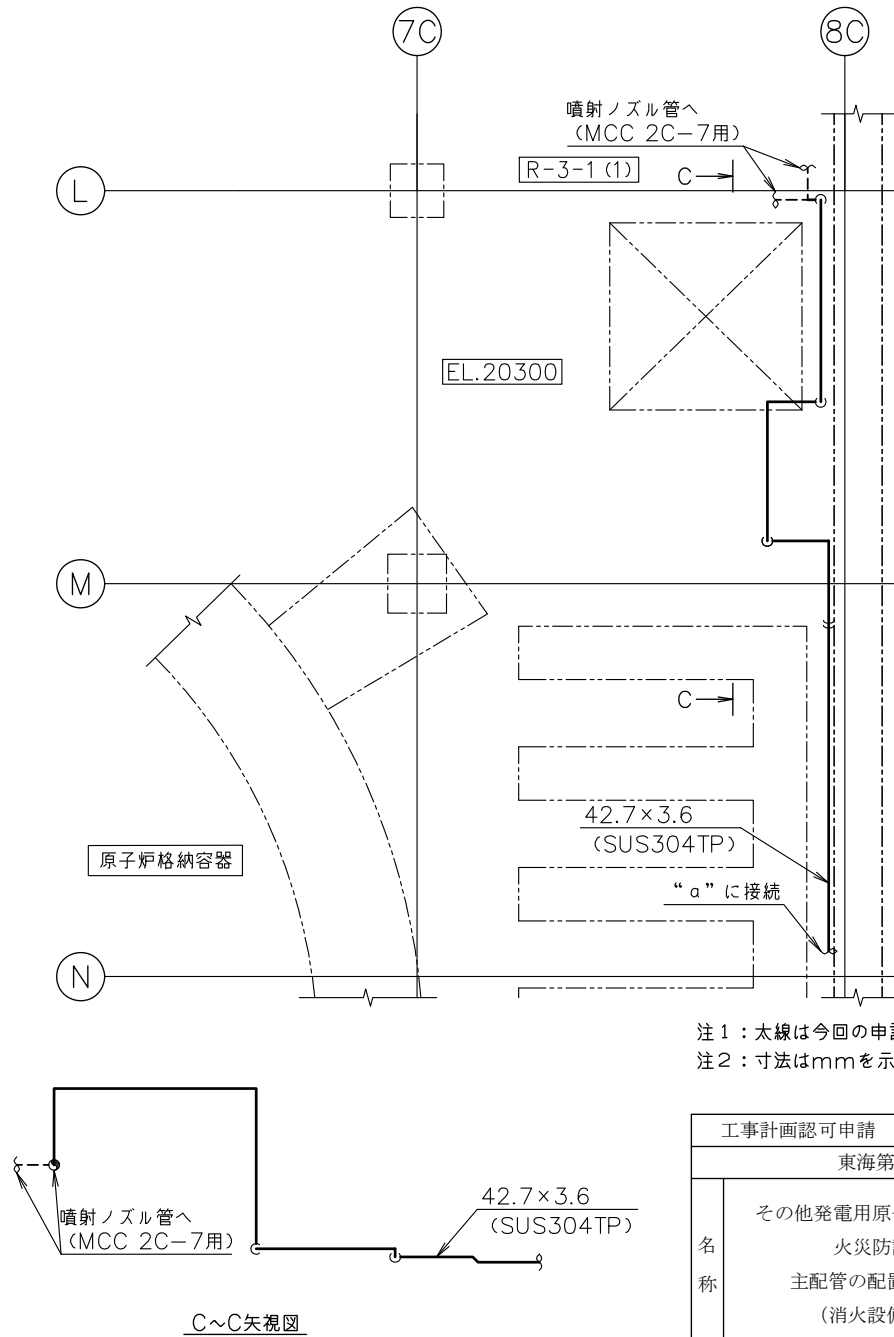 7C
8C
噴射ノズル管へ
（MCC 2C−7用）
R−3−1 (1)
C
L
EL.20300
M
C
42.7×3.6
（SUS304TP）
原子炉格納容器
“a”に接続
N
注１：太線は今回の申請
注２：寸法はmmを示
工事計画認可申請
東海第
42.7×3.6
（SUS304TP）
噴射ノズル管へ
（MCC 2C−7用）
C〜C矢視図
名称
その他発電用原
火災防
主配管の配置
（消火設備